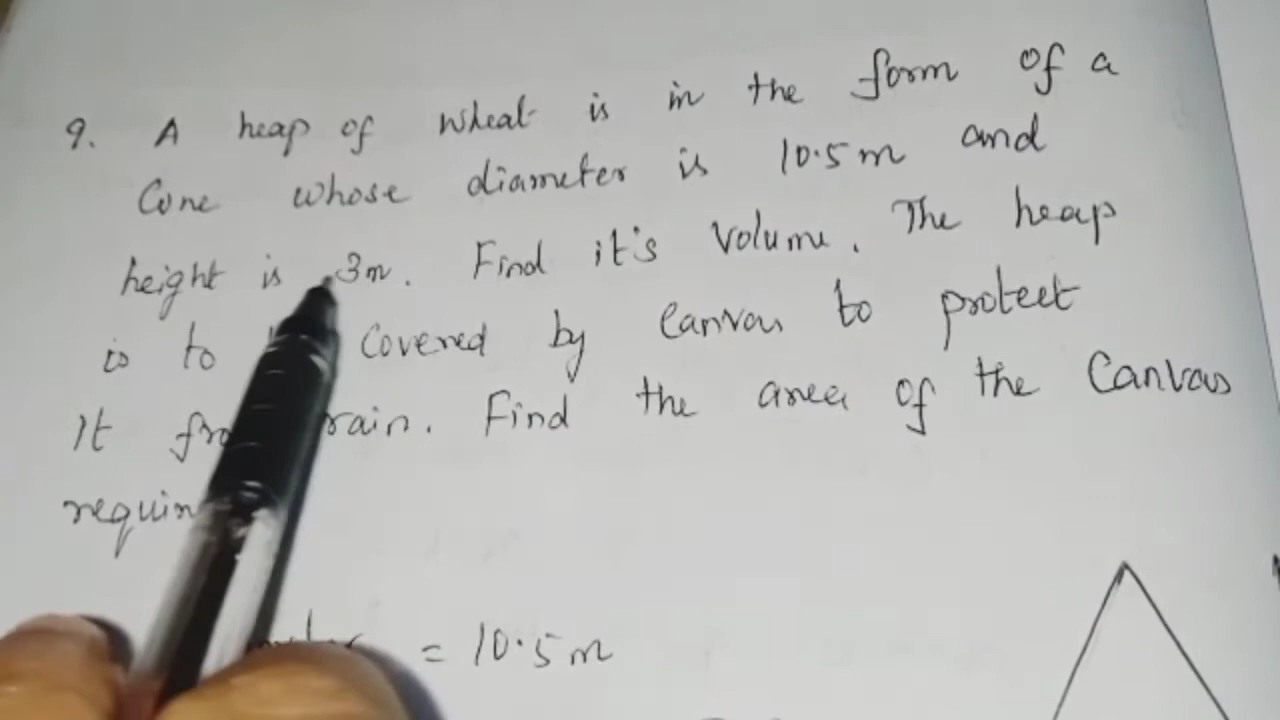 9. A heap of wheat is in the form of a
Cone whose diameter is 10.5m and
height is 3m. Find it's volume. The heap
is to covered by canvas to protect
It rain. Find the area of the Canvas
= 10.5m